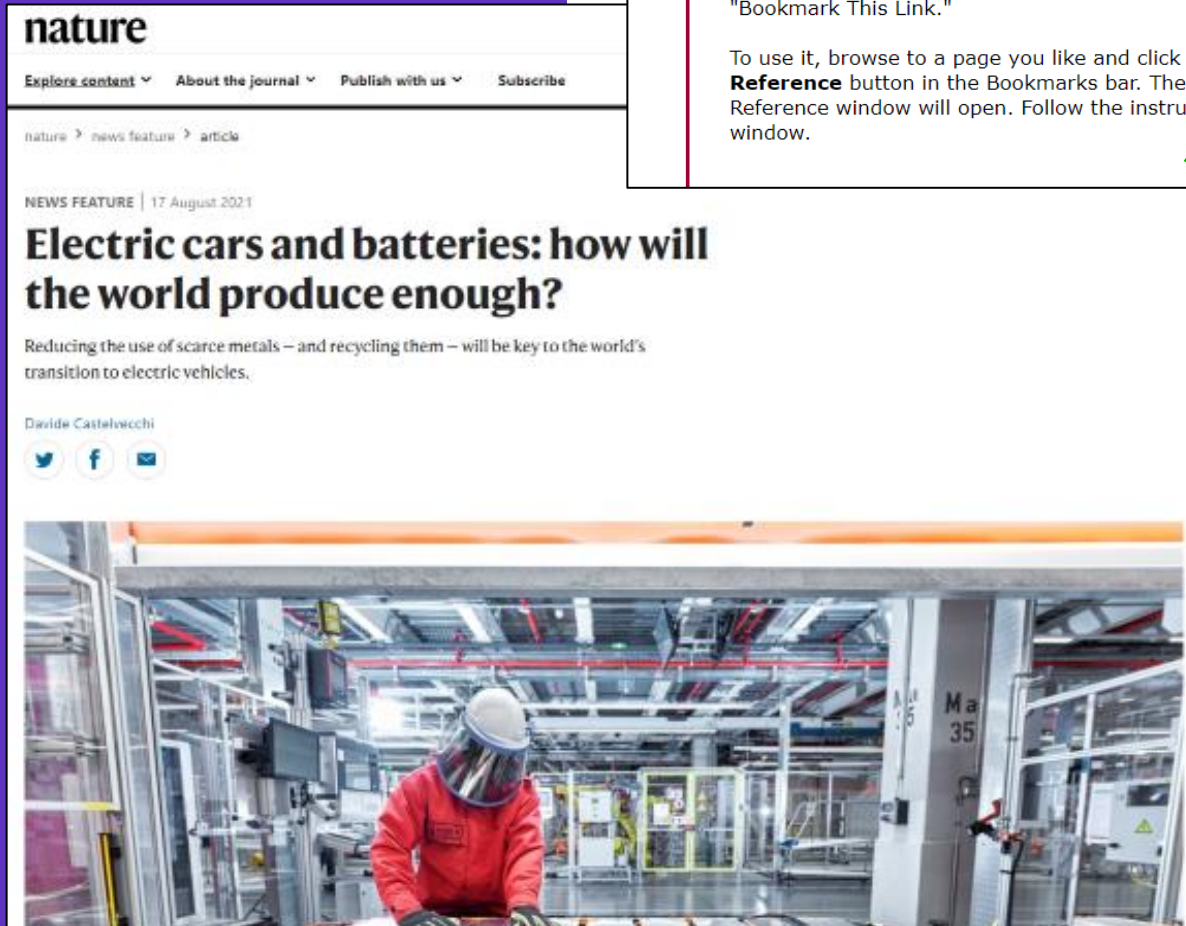 "Bookmark This Link."
To use it, browse to a page you like and click
Reference button in the Bookmarks bar. The
Reference window will open. Follow the instru
window.
nature
Explore content About the journal Publish with us Subscribe
nature > news feature > article
NEWS FEATURE | 17 August 2021
Electric cars and batteries: how will
the world produce enough?
Reducing the use of scarce metals — and recycling them — will be key to the world's
transition to electric vehicles.
Davide Castelvecchi
Ma
35